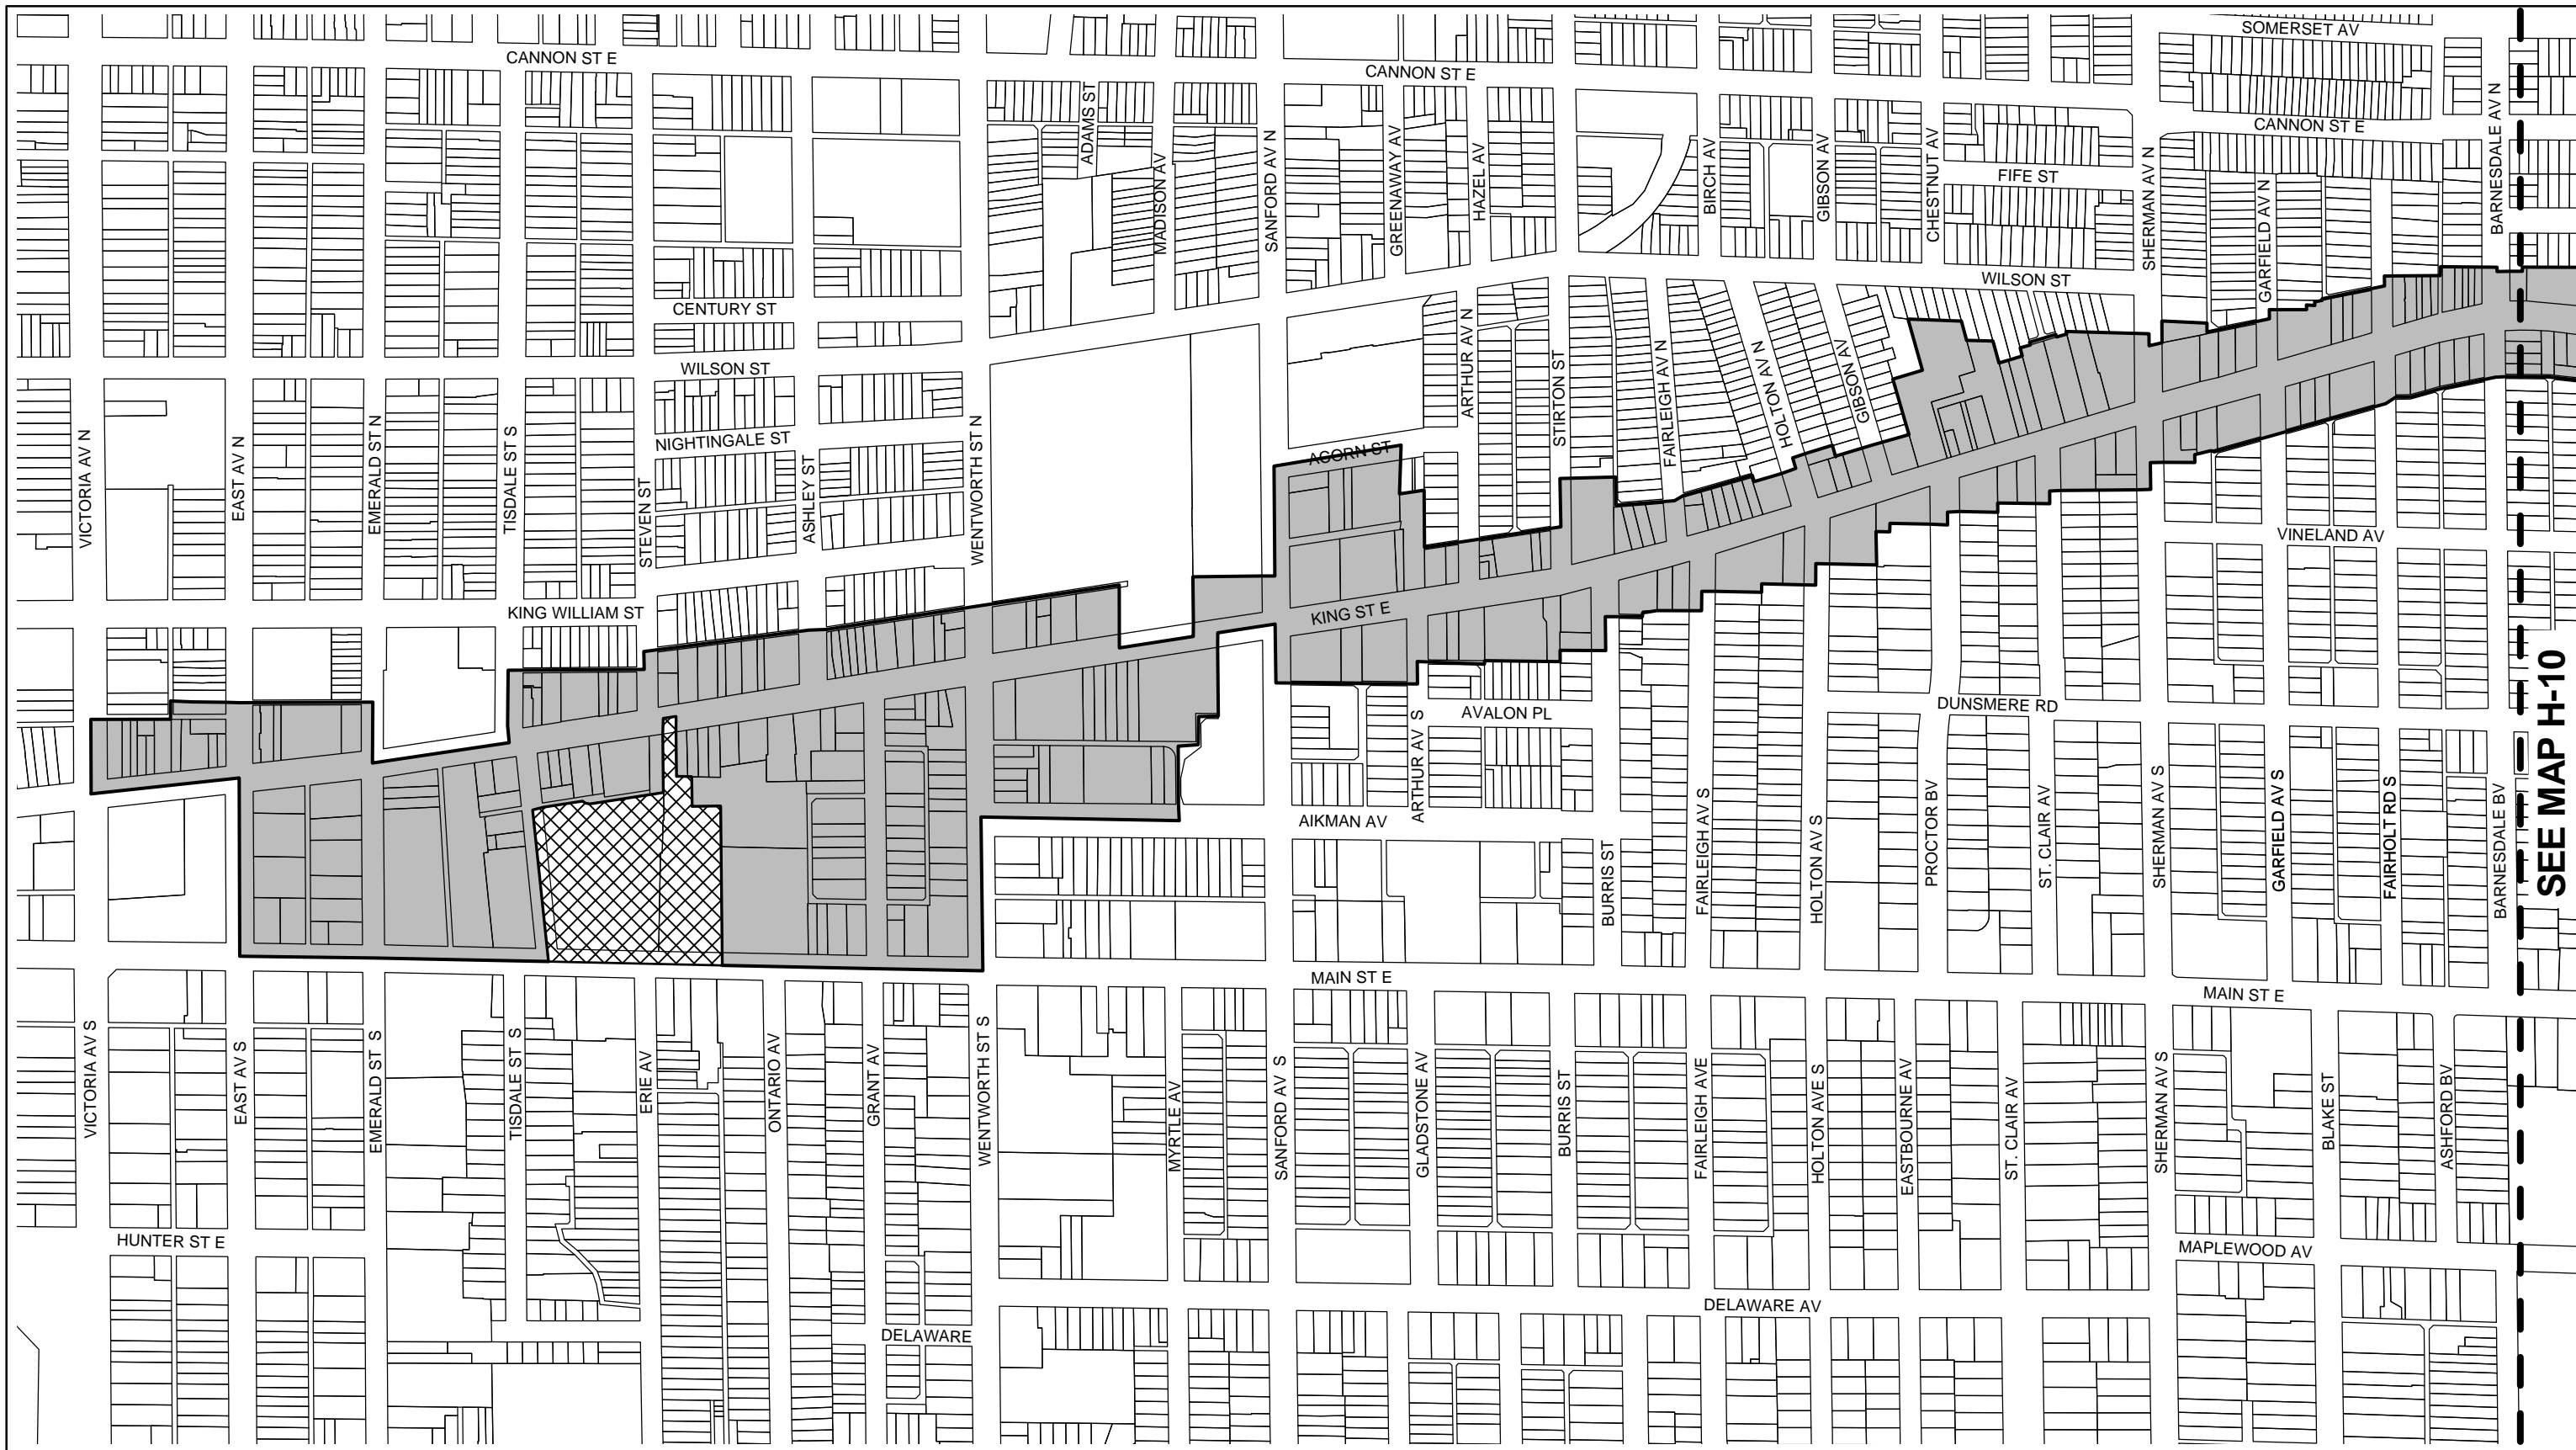 SOMERSET AV
CANNON ST E
CANNON ST E
CANNON ST E
ADAMS ST
MADISON AV
SANFORD AV N
GREENAWAY AV
HAZEL AV
BIRCH AV
GIBSON AV
CHESTNUT AV
FIFE ST
SHERMAN AV N
GARFIELD AV N
BARNESDALE AV N
WILSON ST
CENTURY ST
WILSON ST
NIGHTINGALE ST
VICTORIA AV N
EAST AV N
EMERALD ST N
TISDALE ST S
STEVEN ST
ASHLEY ST
WENTWORTH ST N
ACORN ST
ARTHUR AV N
STIRTON ST
FAIRLEIGH AV N
HOLTON AV N
GIBSON AV
VINELAND AV
KING WILLIAM ST
KING ST E
SEE MAP H-10
DUNSMERE RD
AVALON PL
ARTHUR AV S
AIKMAN AV
BURRIS ST
FAIRLEIGH AV S
HOLTON AV S
PROCTOR BV
ST. CLAIR AV
SHERMAN AV S
GARFIELD AV S
FAIRHOLT RD S
BARNESDALE BV
MAIN ST E
MAIN ST E
VICTORIA AV S
EAST AV S
EMERALD ST S
TISDALE ST S
ERIE AV
ONTARIO AV
GRANT AV
WENTWORTH ST S
MYRTLE AV
SANFORD AV S
GLADSTONE AV
BURRIS ST
FAIRLEIGH AVE
HOLTON AVE S
EASTBOURNE AV
ST. CLAIR AV
SHERMAN AV S
BLAKE ST
ASHFORD BV
HUNTER ST E
MAPLEWOOD AV
DELAWARE AV
DELAWARE